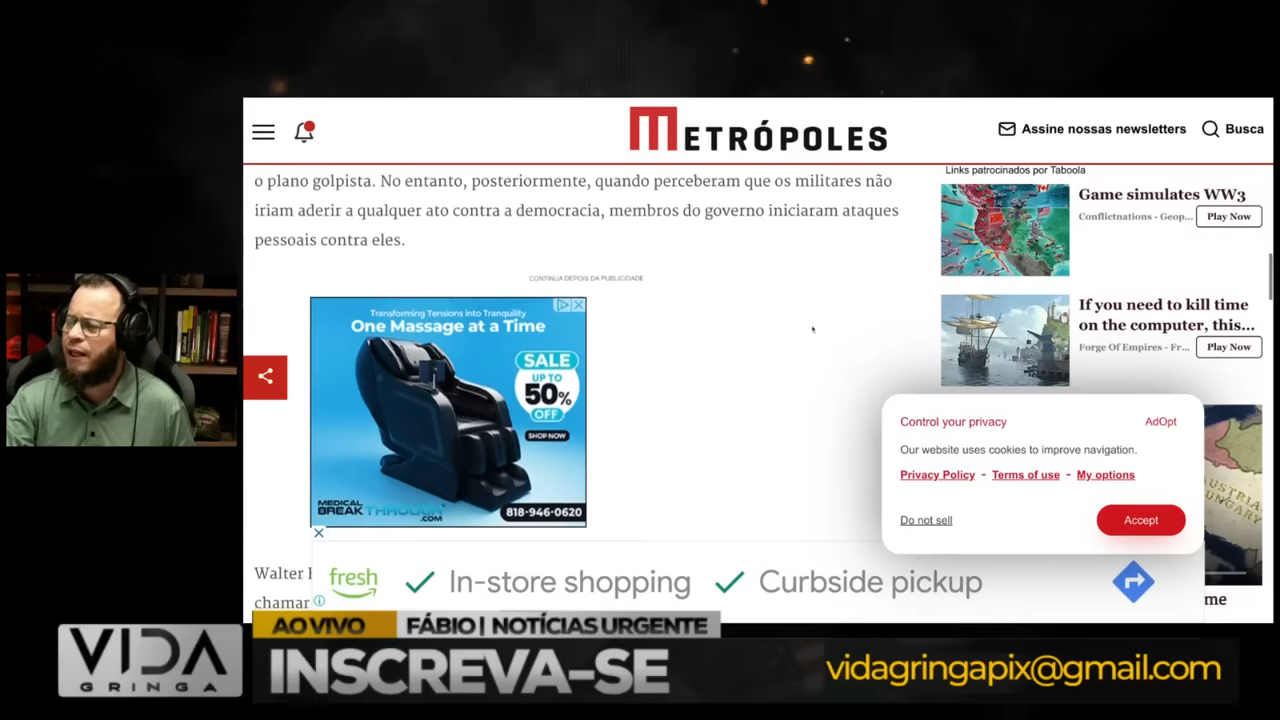 METRÓPOLES
Assine nossas newsletters
Busca
o plano golpista. No entanto, posteriormente, quando perceberam que os militares não
iriam aderir a qualquer ato contra a democracia, membros do governo iniciaram ataques
pessoais contra eles.
CONTINUA DEPOIS DA PUBLICIDADE
Transforming Tensions into Tranquility
One Massage at a Time
SALE
UP TO
50%
OFF
SHOP NOW
MEDICAL
BREAKTHROUGH
.COM
818-946-0620
Links patrocinados por Taboola
Game simulates WW3
Conflictnations - Geop...
Play Now
If you need to kill time
on the computer, this...
Forge Of Empires - Fr...
Play Now
AUSTRIA
HUNGARY
me
Control your privacy
AdOpt
Our website uses cookies to improve navigation.
Privacy Policy - Terms of use - My options
Do not sell
Accept
Walter
chamar
fresh
In-store shopping
Curbside pickup
AO VIVO
FÁBIO | NOTÍCIAS URGENTE
VIDA
GRINGA
INSCREVA-SE
vidagringapix@gmail.com